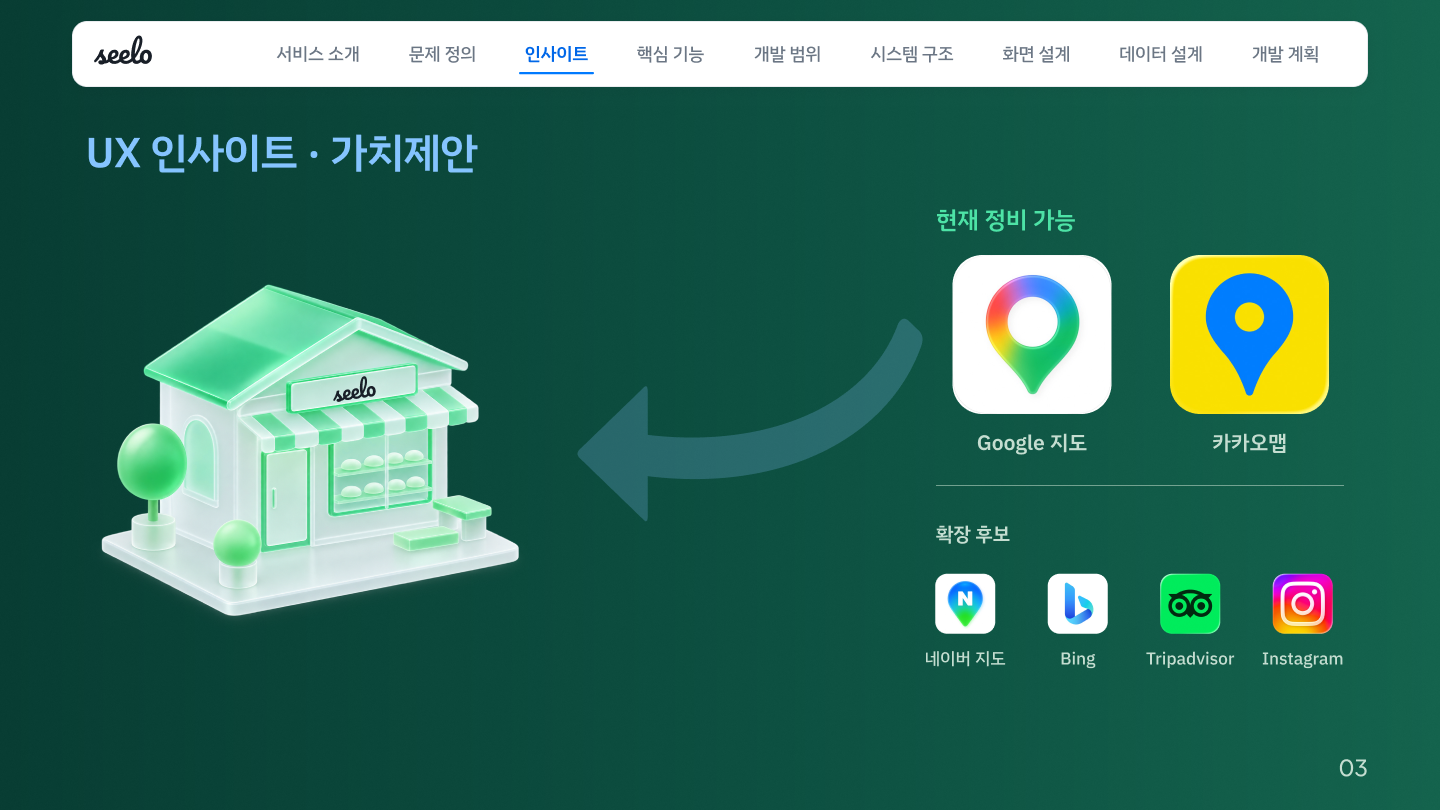 seelo
서비스 소개
문제 정의
인사이트
핵심 기능
개발 범위
시스템 구조
화면 설계
데이터 설계
개발 계획
UX 인사이트 · 가치제안
현재 정비 가능
seelo
Google 지도
카카오맵
확장 후보
N
네이버 지도
Bing
Tripadvisor
Instagram
03